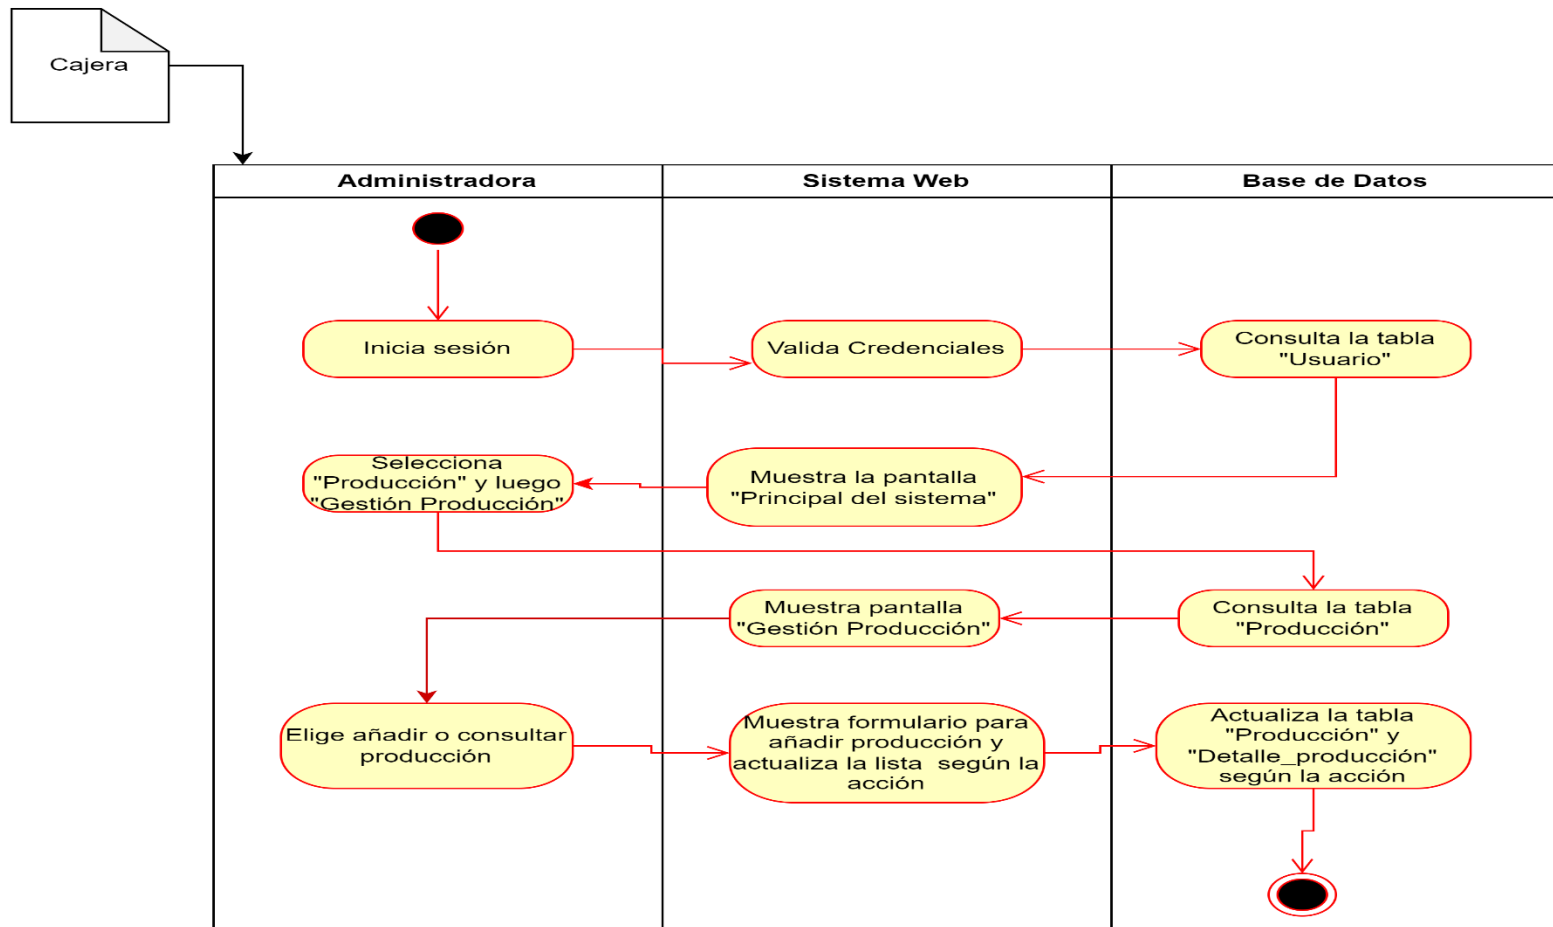 Cajera
Administradora
Sistema Web
Base de Datos
Inicia sesión
Valida Credenciales
Consulta la tabla
"Usuario"
Selecciona
"Producción" y luego
"Gestión Producción"
Muestra la pantalla
"Principal del sistema"
Muestra pantalla
"Gestión Producción"
Consulta la tabla
"Producción"
Elige añadir o consultar
producción
Muestra formulario para
añadir producción y
actualiza la lista  según la
acción
Actualiza la tabla
"Producción" y
"Detalle_producción"
según la acción